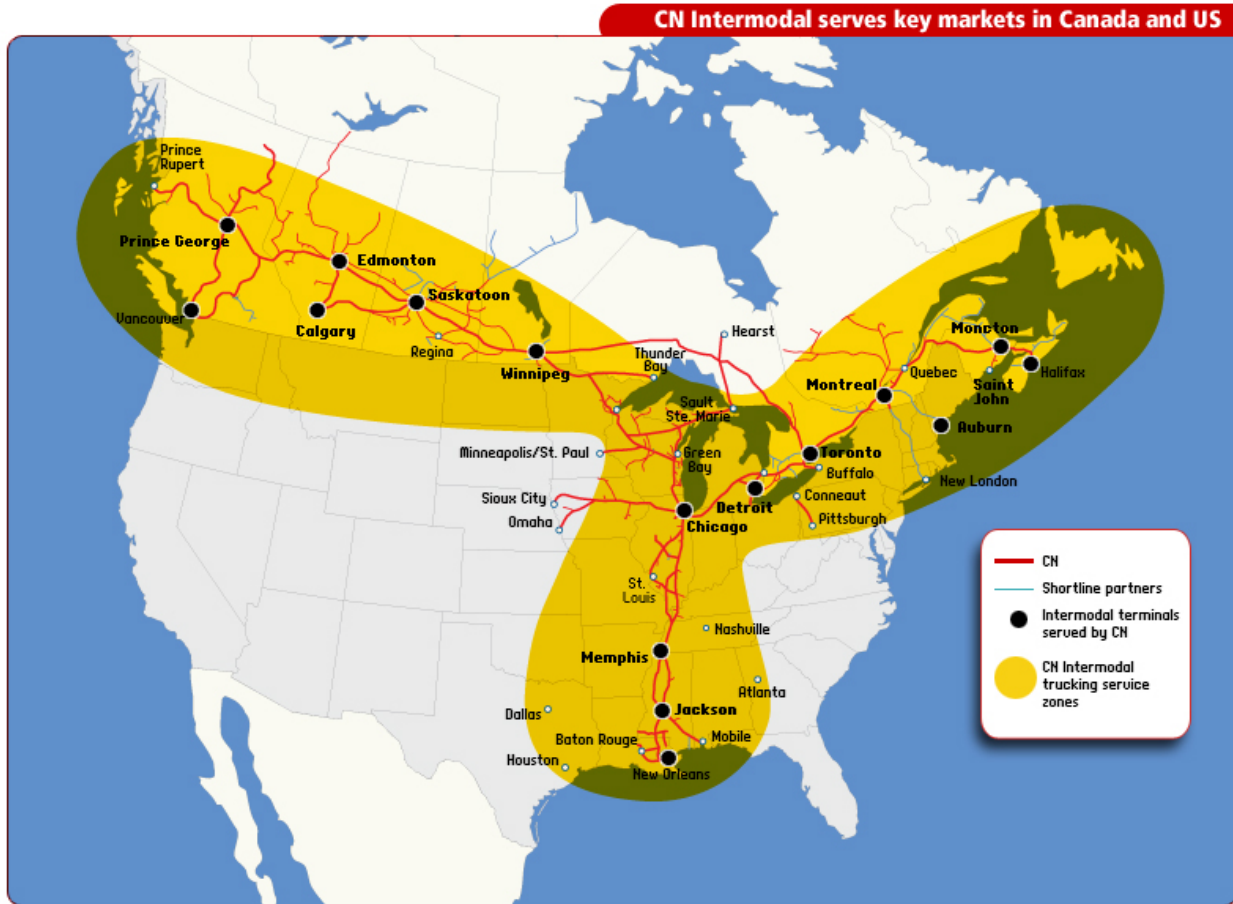 CN Intermodal serves key markets in Canada and US
Prince
Rupert
Prince George
Edmonton
Saskatoon
Vancouver
Calgary
Regina
Winnipeg
Thunder
Bay
Hearst
Sault
Ste. Marie
Montreal
Quebec
Moncton
Saint
John
Halifax
Auburn
Minneapolis/St. Paul
Green
Bay
Toronto
Buffalo
New London
Sioux City
Omaha
Detroit
Conneaut
Chicago
Pittsburgh
St.
Louis
Nashville
Memphis
Atlanta
Dallas
Jackson
Baton Rouge
Mobile
Houston
New Orleans
CN
Shortline partners
Intermodal terminals
served by CN
CN Intermodal
trucking service
zones